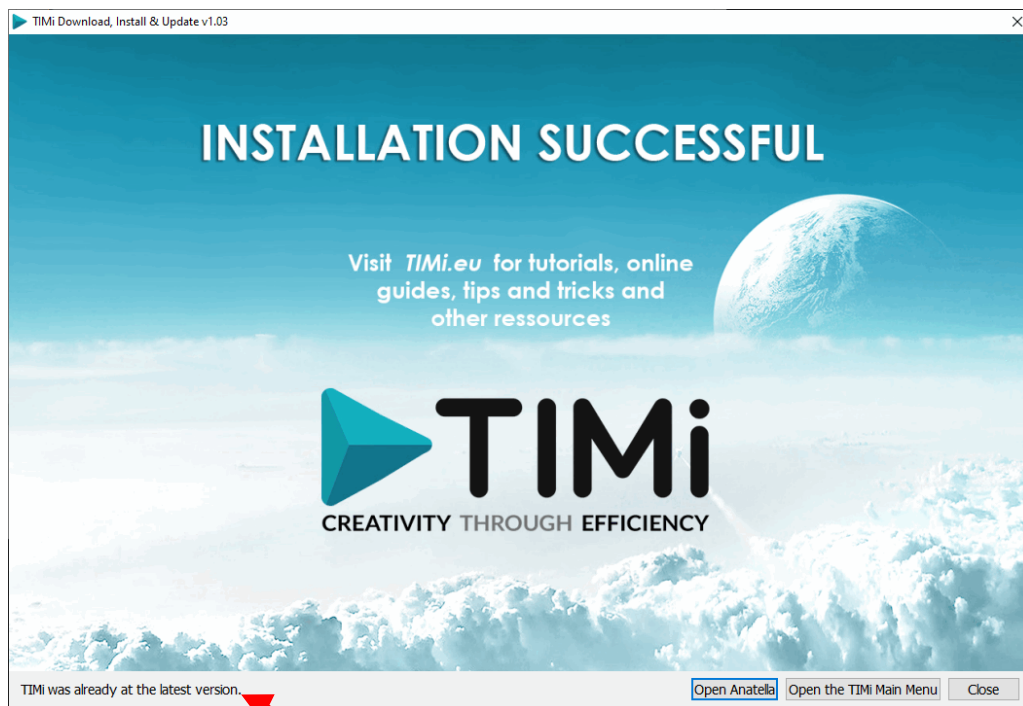 TIMi Download, Install & Update v1.03
INSTALLATION SUCCESSFUL
Visit TIMi.eu for tutorials, online
guides, tips and tricks and
other ressources
TIMi
CREATIVITY THROUGH EFFICIENCY
TIMi was already at the latest version.
Open Anatella
Open the TIMi Main Menu
Close